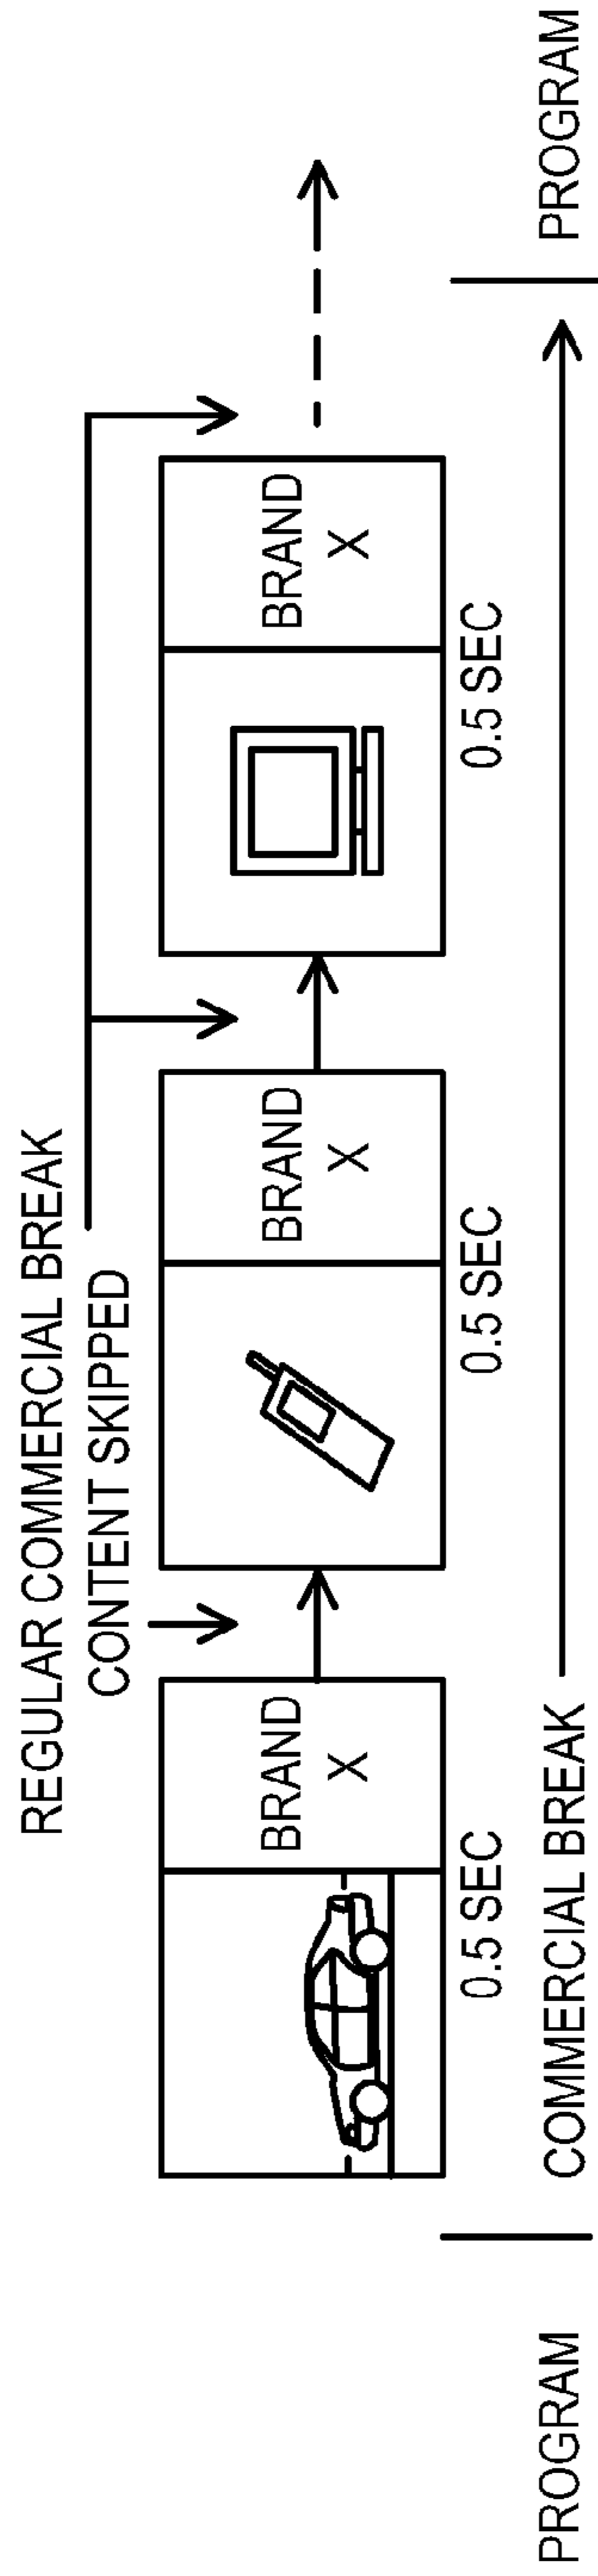 REGULAR COMMERCIAL BREAK
CONTENT SKIPPED
BRAND
X
BRAND
X
BRAND
X
0.5 SEC
0.5 SEC
0.5 SEC
PROGRAM
COMMERCIAL BREAK
PROGRAM